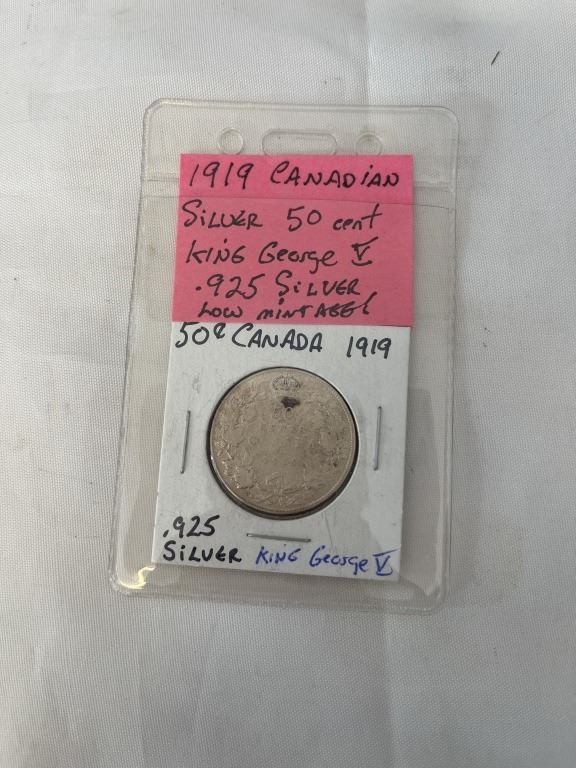 1919 CANADIAN
SILVER 50 cent
KING George V
.925 SILVER
LOW MINTAGE!
50¢ CANADA 1919
.925
SILVER KING George V